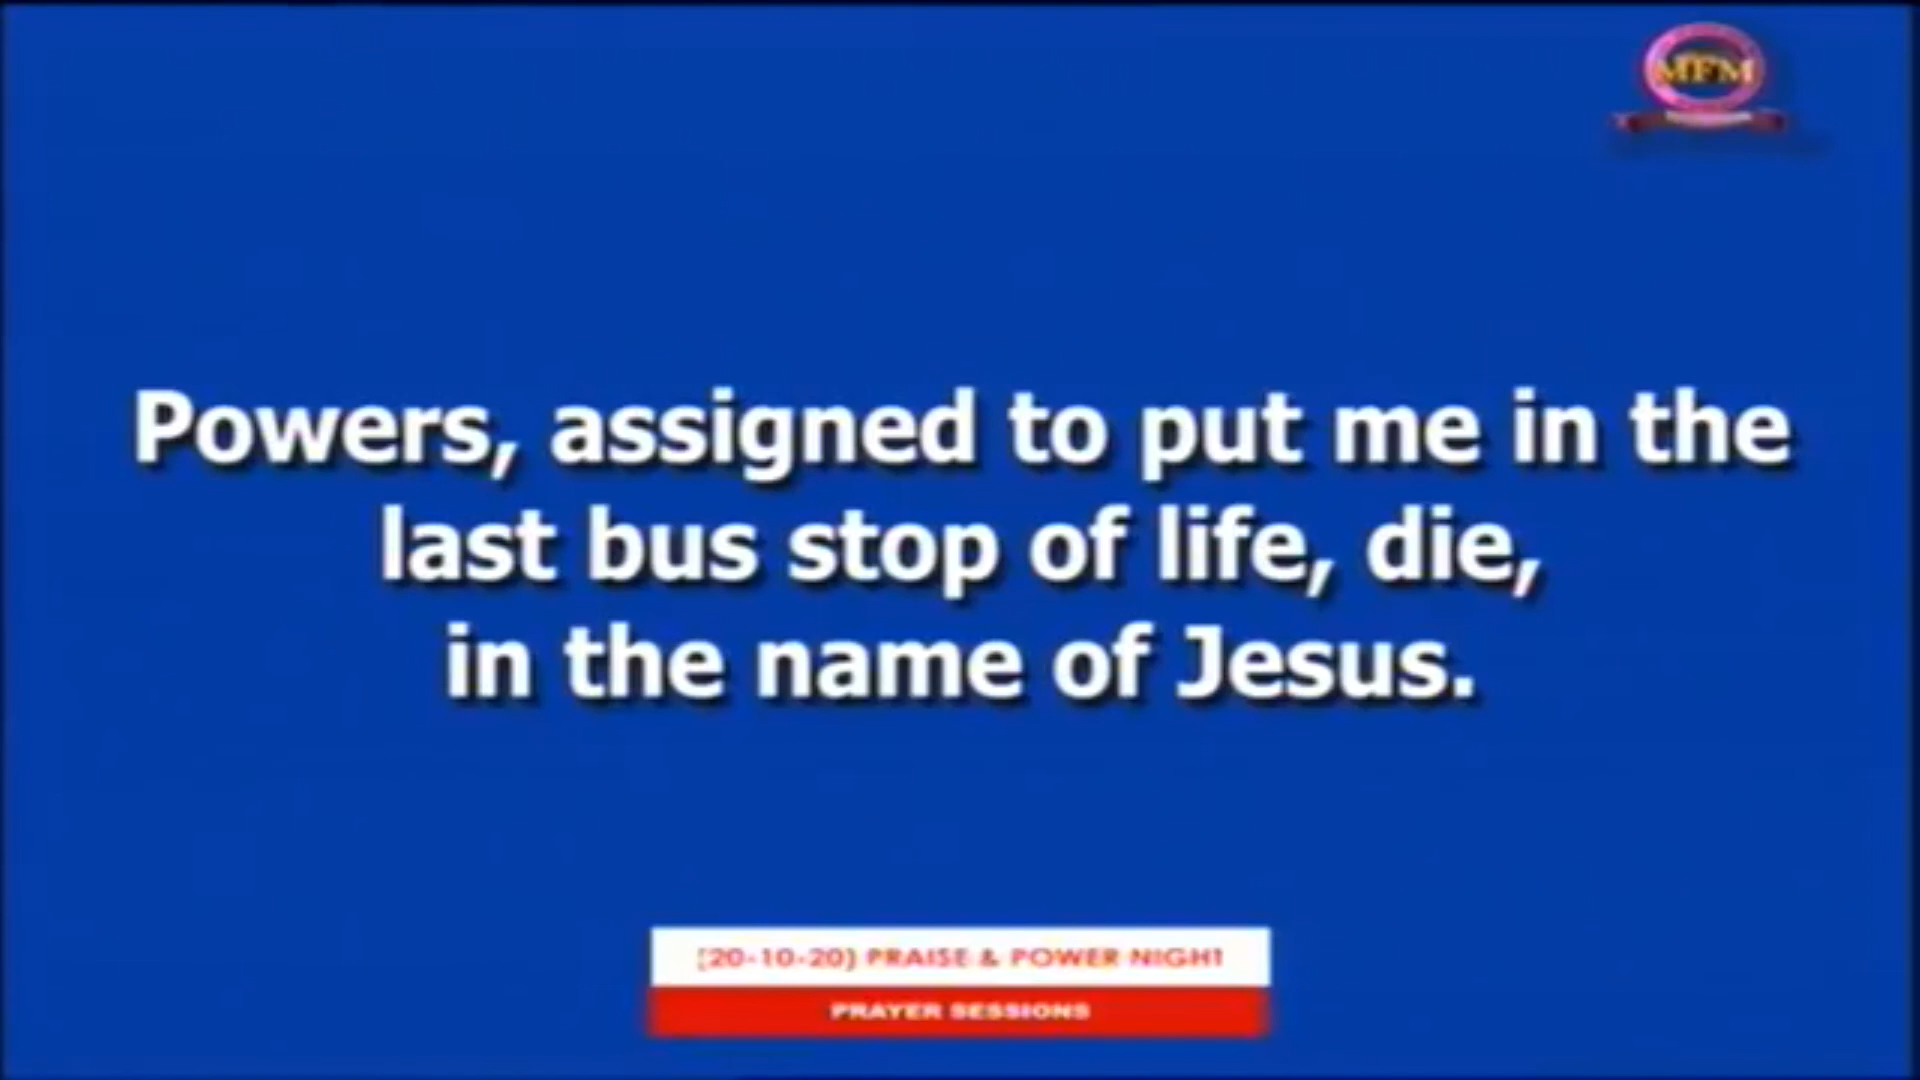 MFM
Powers, assigned to put me in the
last bus stop of life, die,
in the name of Jesus.
[20-10-20] PRAISE & POWER NIGHT
PRAYER SESSIONS